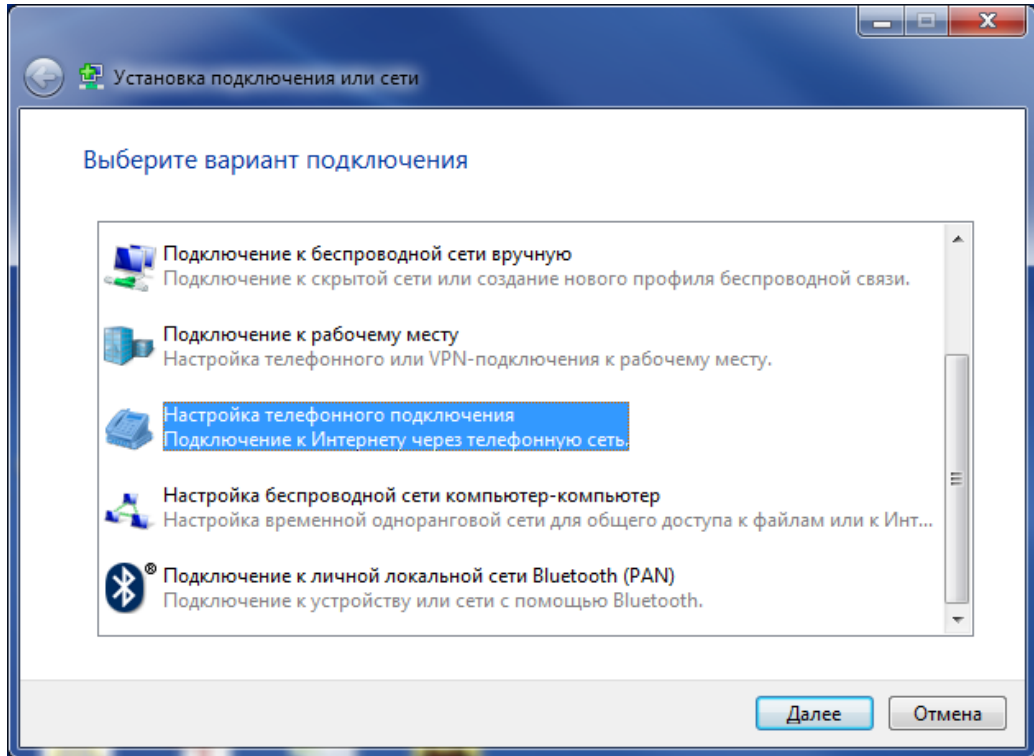 Установка подключения или сети
Выберите вариант подключения
Подключение к беспроводной сети вручную
Подключение к скрытой сети или создание нового профиля беспроводной связи.
Подключение к рабочему месту
Настройка телефонного или VPN-подключения к рабочему месту.
Настройка телефонного подключения
Подключение к Интернету через телефонную сеть.
Настройка беспроводной сети компьютер-компьютер
Настройка временной одноранговой сети для общего доступа к файлам или к Инт...
® Подключение к личной локальной сети Bluetooth (PAN)
Подключение к устройству или сети с помощью Bluetooth.
Далее Отмена